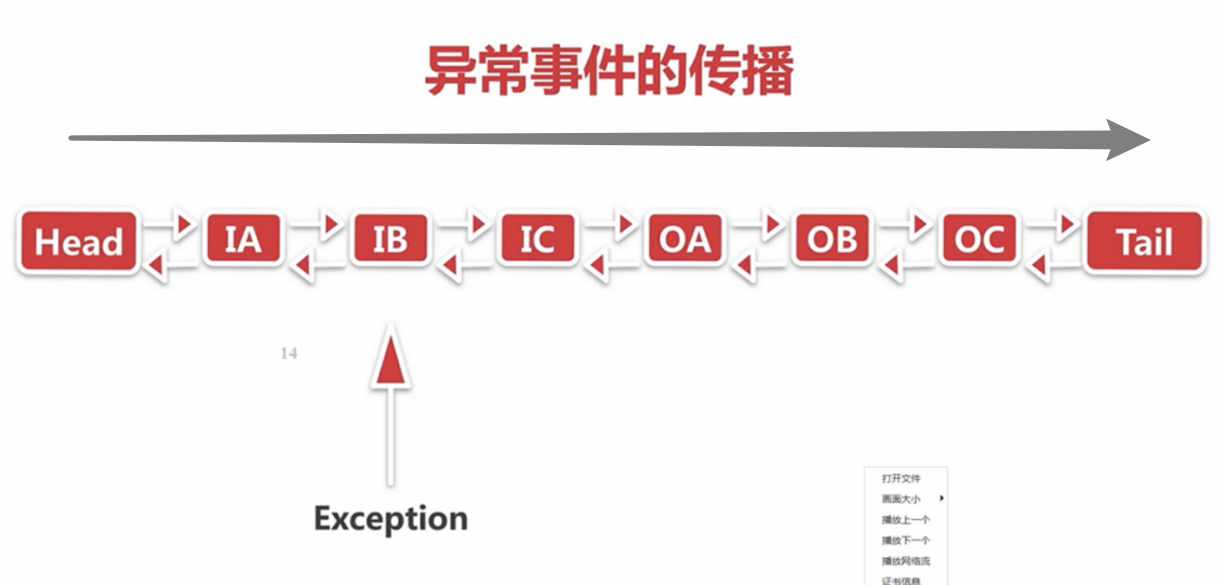 异常事件的传播
Head IA IB IC OA OB OC Tail
14
Exception
打开文件
画面大小
播放上一个
播放下一个
播放网络流
证书信息